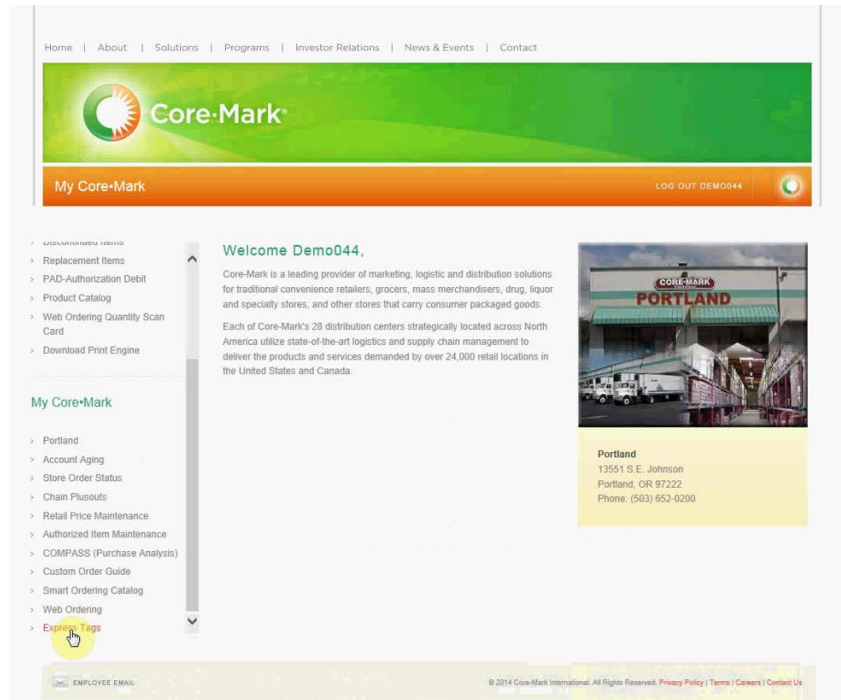 Home | About | Solutions | Programs | Investor Relations | News & Events | Contact
Core·Mark®
My Core•Mark
LOG OUT DEMO044
Discontinued Items
Replacement Items
PAD-Authorization Debit
Product Catalog
Web Ordering Quantity Scan
Card
Download Print Engine
My Core•Mark
Portland
Account Aging
Store Order Status
Chain Plusouts
Retail Price Maintenance
Authorized Item Maintenance
COMPASS (Purchase Analysis)
Custom Order Guide
Smart Ordering Catalog
Web Ordering
Express Tags
Welcome Demo044,
Core-Mark is a leading provider of marketing, logistic and distribution solutions
for traditional convenience retailers, grocers, mass merchandisers, drug, liquor
and specialty stores, and other stores that carry consumer packaged goods.
Each of Core-Mark's 28 distribution centers strategically located across North
America utilize state-of-the-art logistics and supply chain management to
deliver the products and services demanded by over 24,000 retail locations in
the United States and Canada.
CORE-MARK
PORTLAND
Portland
13551 S.E. Johnson
Portland, OR 97222
Phone: (503) 652-0200
EMPLOYEE EMAIL
© 2014 Core-Mark International. All Rights Reserved. Privacy Policy | Terms | Careers | Contact Us